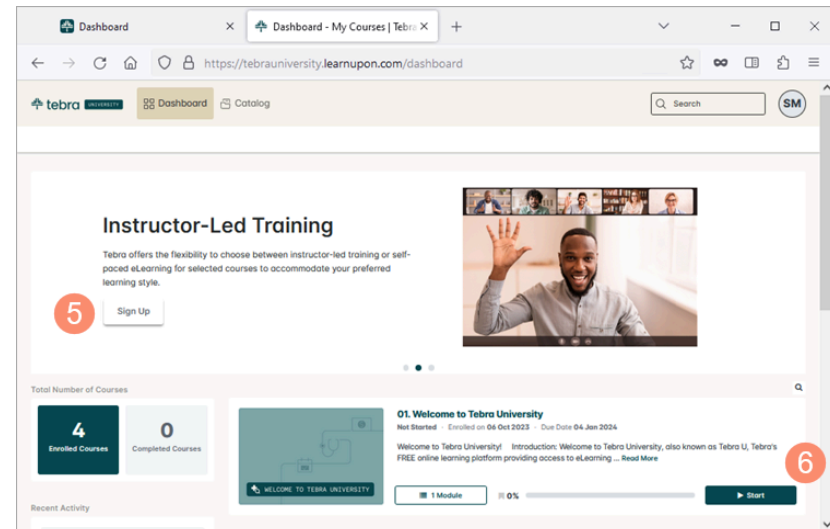 Dashboard
Dashboard - My Courses | Tebra
https://tebrauniversity.learnupon.com/dashboard
tebra UNIVERSITY
Dashboard
Catalog
Search
SM
Instructor-Led Training
Tebra offers the flexibility to choose between instructor-led training or self-
paced eLearning for selected courses to accommodate your preferred
learning style.
5
Sign Up
Total Number of Courses
4
Enrolled Courses
0
Completed Courses
WELCOME TO TEBRA UNIVERSITY
01. Welcome to Tebra University
Not Started · Enrolled on 06 Oct 2023 · Due Date 04 Jan 2024
Welcome to Tebra University! Introduction: Welcome to Tebra University, also known as Tebra U, Tebra's
FREE online learning platform providing access to eLearning ... Read More
6
1 Module
0%
Start
Recent Activity